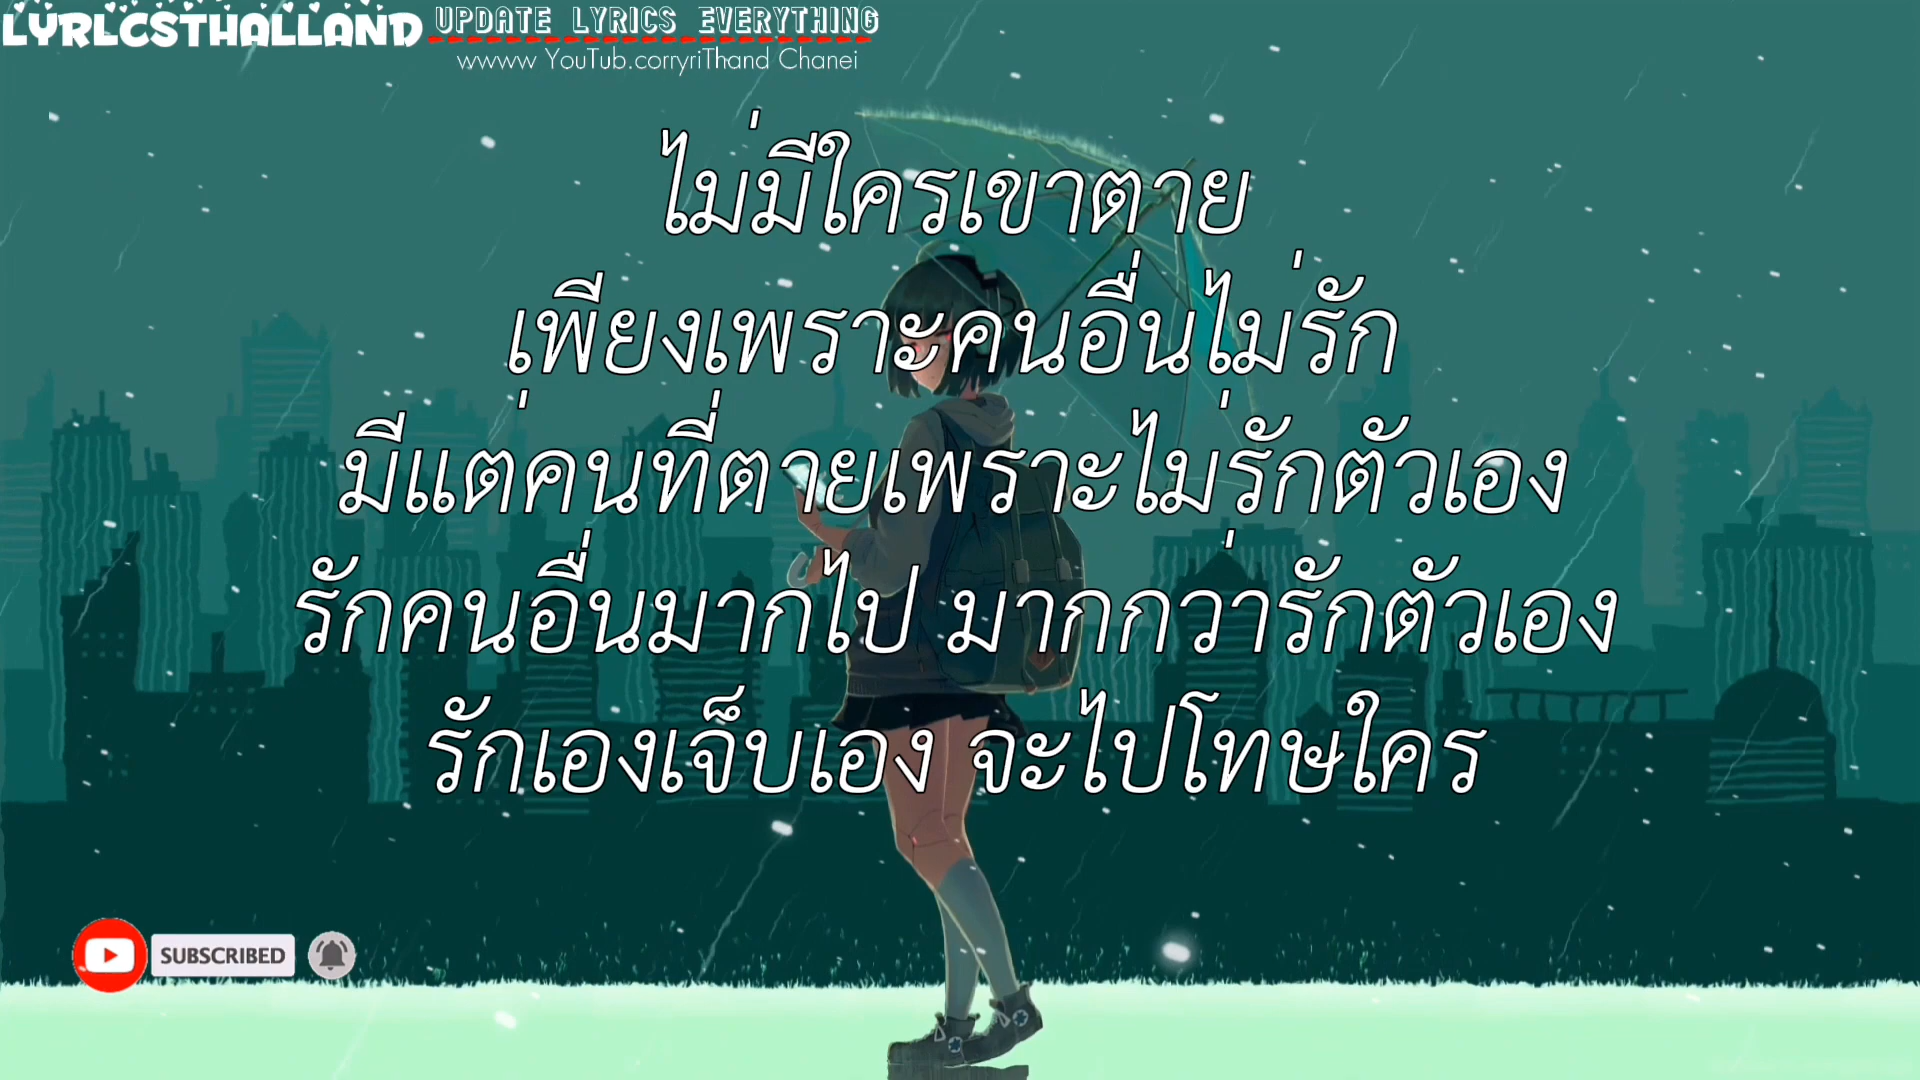 LYRLCSTHALLAND
UPDATE LYRICS EVERYTHING
wwww YouTub.corryriThand Chanei
ไม่มีใครเขาตาย
เพียงเพราะคนอื่นไม่รัก
มีแต่คนที่ตายเพราะไม่รักตัวเอง
รักคนอื่นมากไป มากกว่ารักตัวเอง
รักเองเจ็บเอง จะไปโทษใคร
SUBSCRIBED